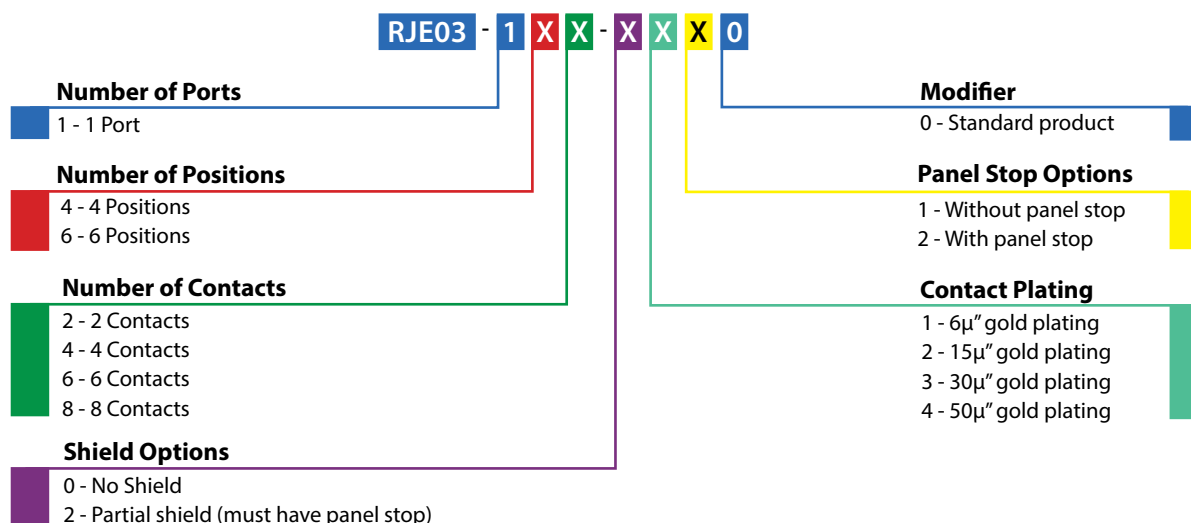 RJE03 - 1 X X - X X X 0
Number of Ports
1 - 1 Port
Number of Positions
4 - 4 Positions
6 - 6 Positions
Number of Contacts
2 - 2 Contacts
4 - 4 Contacts
6 - 6 Contacts
8 - 8 Contacts
Shield Options
0 - No Shield
2 - Partial shield (must have panel stop)
Modifier
0 - Standard product
Panel Stop Options
1 - Without panel stop
2 - With panel stop
Contact Plating
1 - 6µ” gold plating
2 - 15µ” gold plating
3 - 30µ” gold plating
4 - 50µ” gold plating